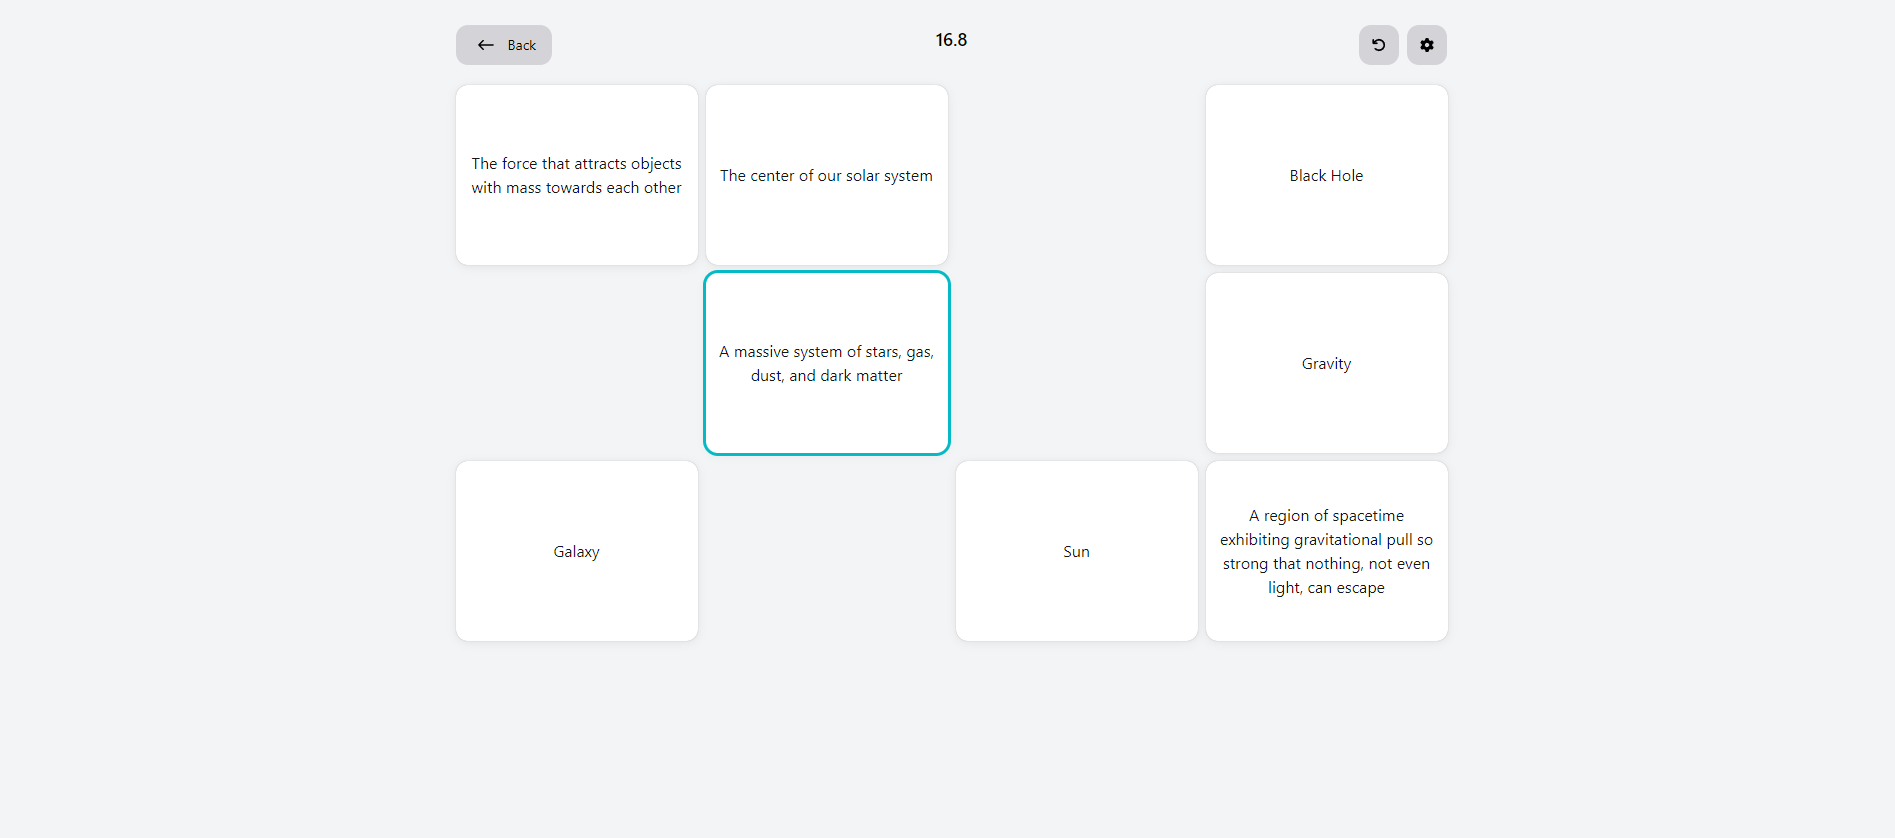 Back
16.8
The force that attracts objects
with mass towards each other
The center of our solar system
Black Hole
A massive system of stars, gas,
dust, and dark matter
Gravity
Galaxy
Sun
A region of spacetime
exhibiting gravitational pull so
strong that nothing, not even
light, can escape